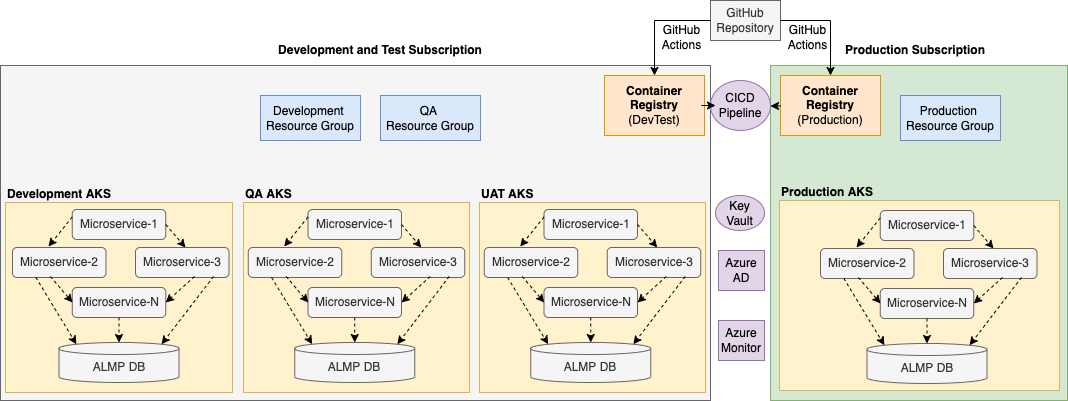 GitHub
Repository
GitHub
Actions
GitHub
Actions
Development and Test Subscription
Production Subscription
Development
Resource Group
QA
Resource Group
Container
Registry
(DevTest)
CICD
Pipeline
Container
Registry
(Production)
Production
Resource Group
Development AKS
Microservice-1
Microservice-2
Microservice-3
Microservice-N
ALMP DB
QA AKS
Microservice-1
Microservice-2
Microservice-3
Microservice-N
ALMP DB
UAT AKS
Microservice-1
Microservice-2
Microservice-3
Microservice-N
ALMP DB
Key
Vault
Azure
AD
Azure
Monitor
Production AKS
Microservice-1
Microservice-2
Microservice-3
Microservice-N
ALMP DB